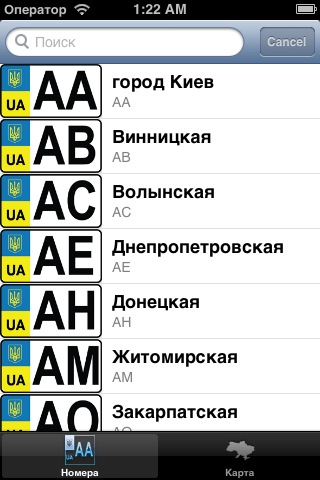 Оператор 1:22 AM
Поиск Cancel
UA AA город Киев
AA
UA AB Винницкая
AB
UA AC Волынская
AC
UA AE Днепропетровская
AE
UA AH Донецкая
AH
UA AM Житомирская
AM
AO Закарпатская
AO
UA AA
Номера Карта